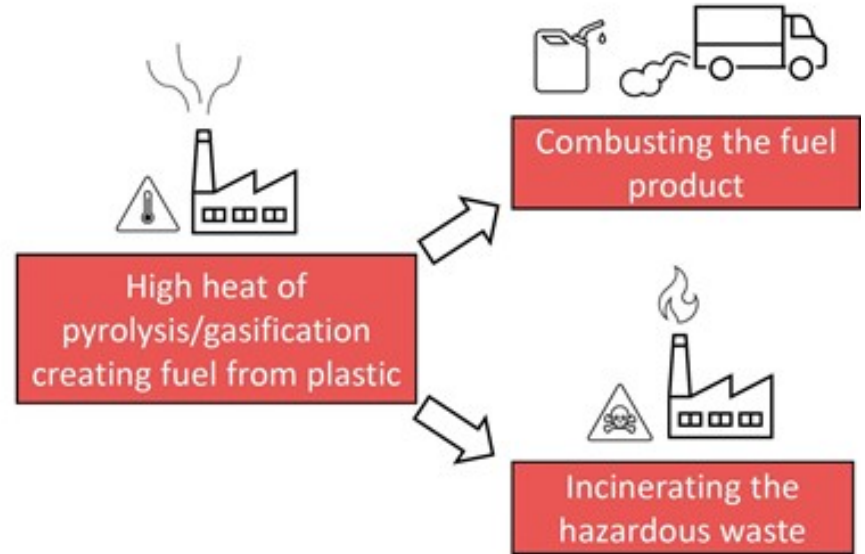 Combusting the fuel
product
High heat of
pyrolysis/gasification
creating fuel from plastic
Incinerating the
hazardous waste